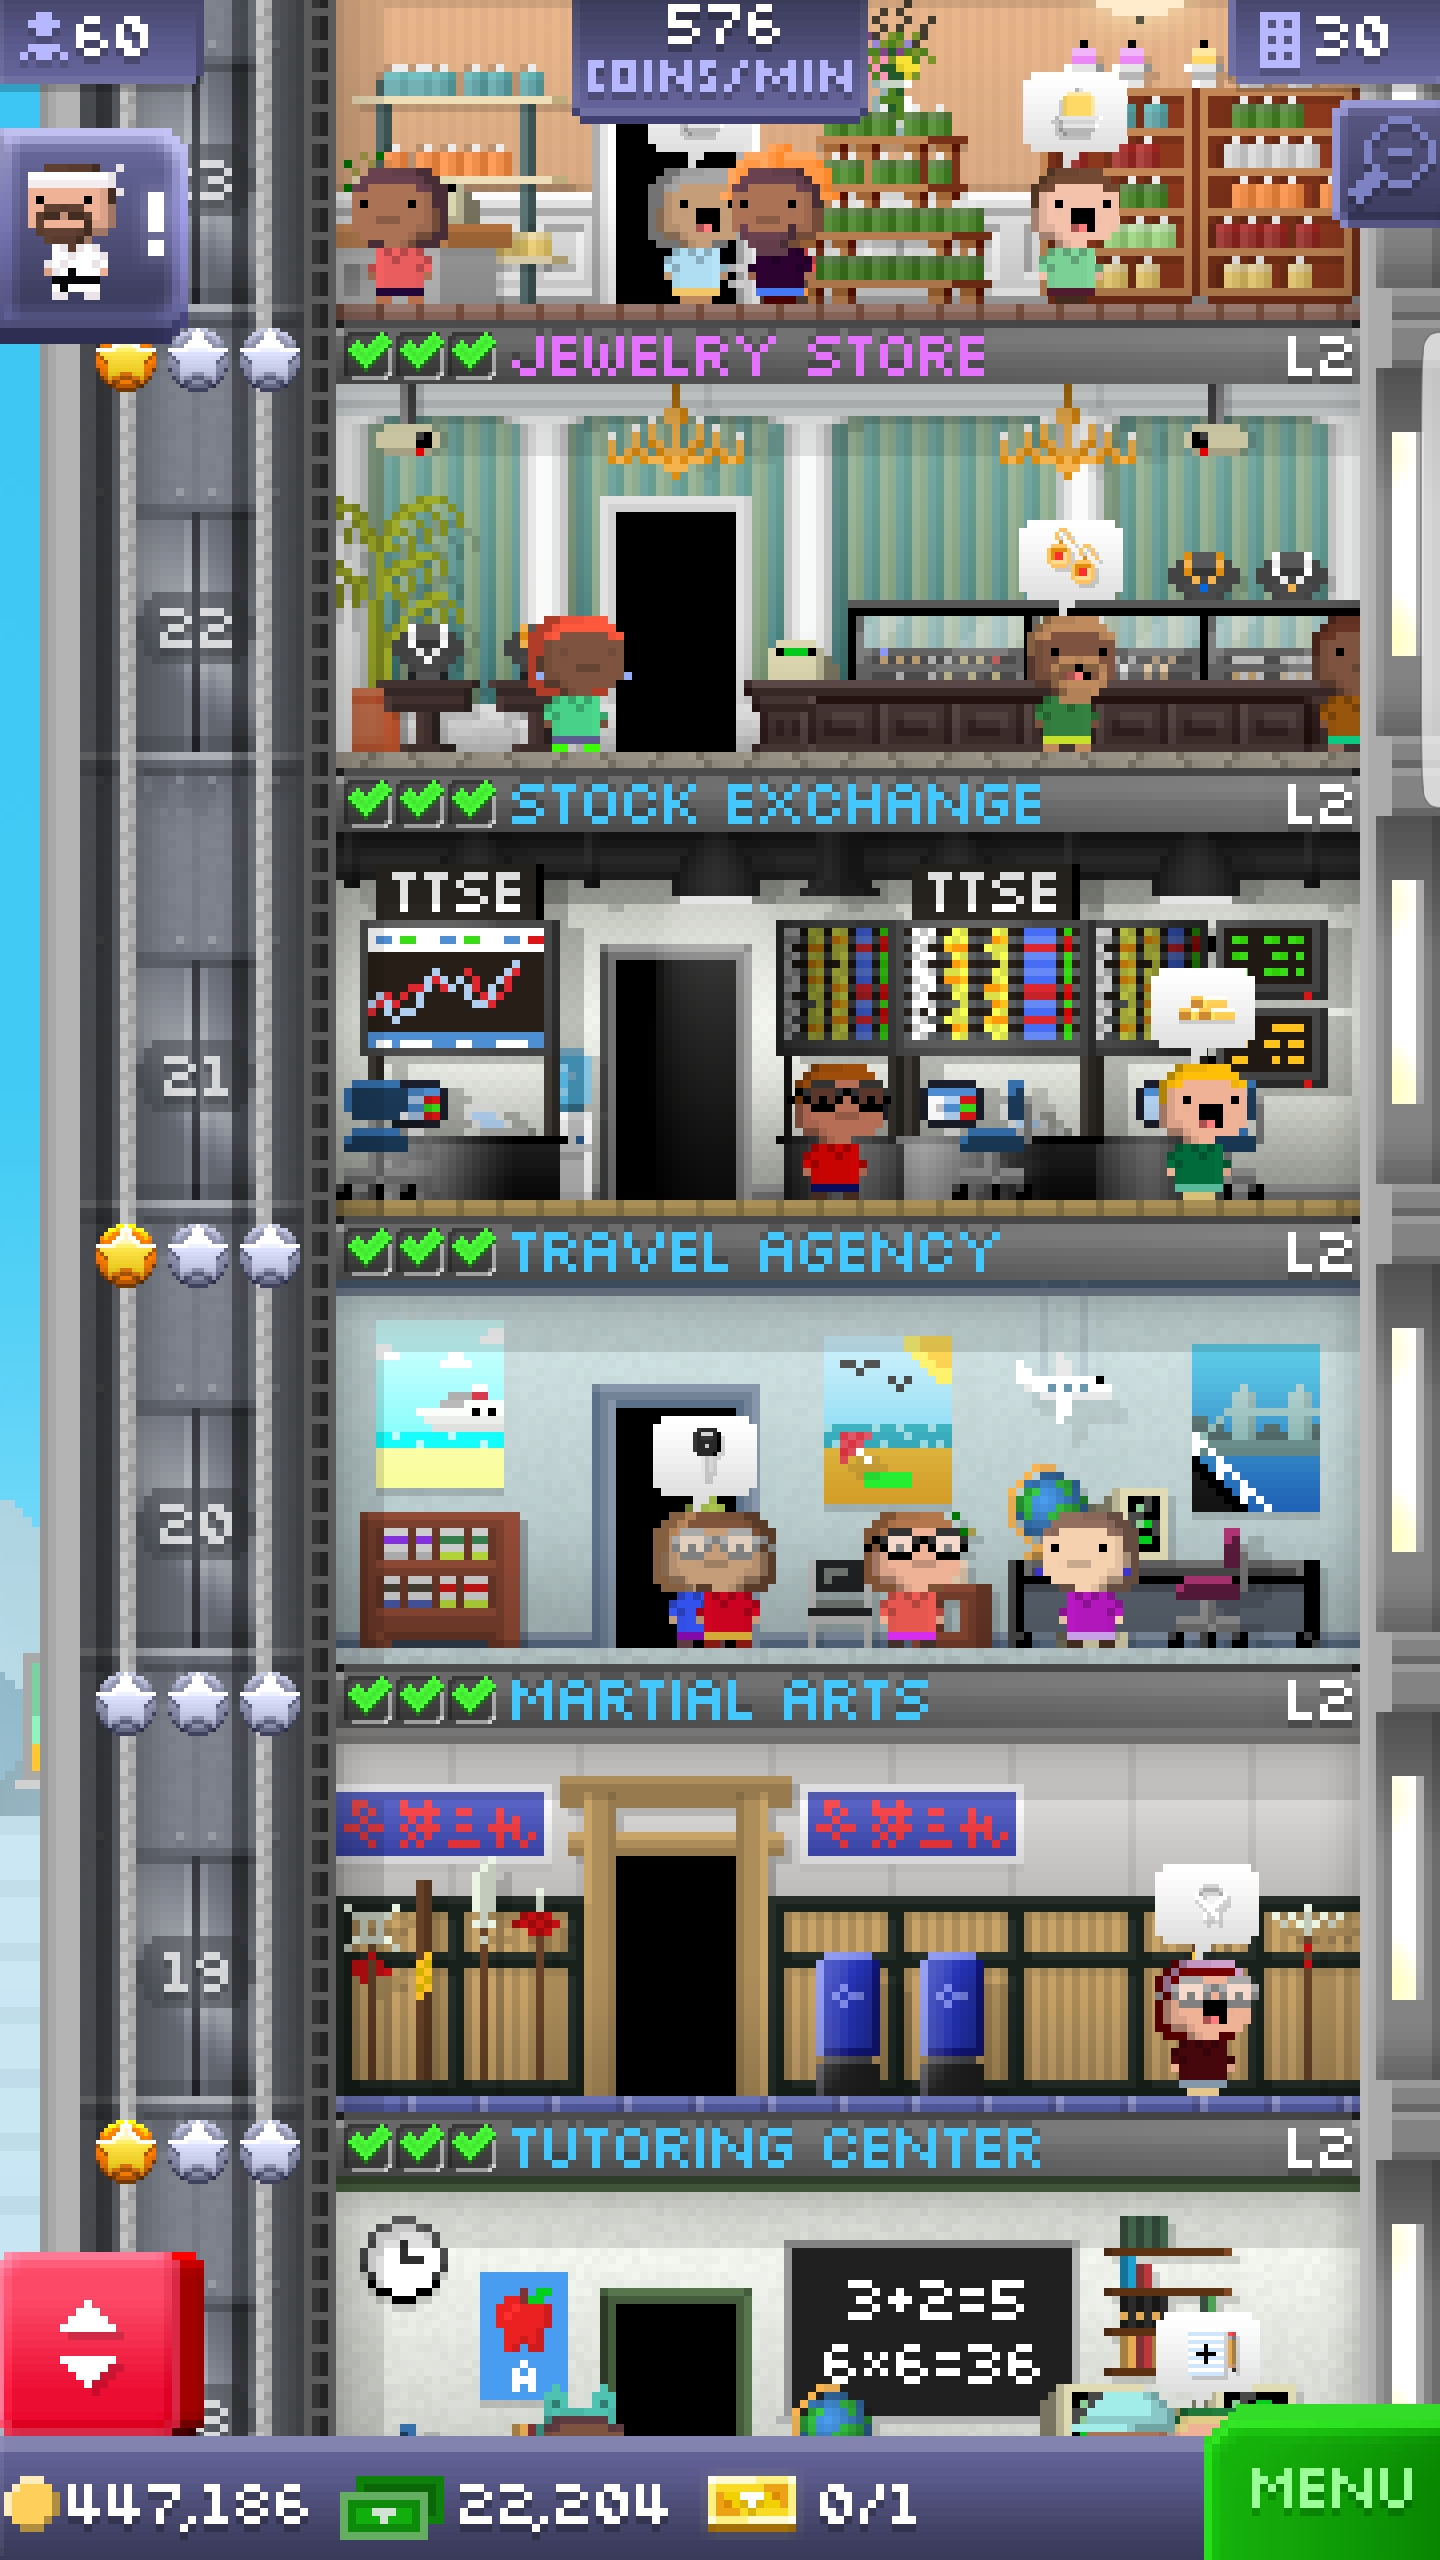 60
576
COINS/MIN
30
!
JEWELRY STORE
L2
22
STOCK EXCHANGE
L2
TTSE
TTSE
21
TRAVEL AGENCY
L2
20
MARTIAL ARTS
L2
19
TUTORING CENTER
L2
3+2=5
6×6=36
A
447,186
22,204
0/1
MENU